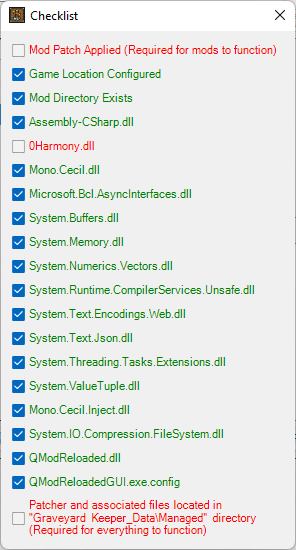 Checklist
Mod Patch Applied (Required for mods to function)
Game Location Configured
Mod Directory Exists
Assembly-CSharp.dll
0Harmony.dll
Mono.Cecil.dll
Microsoft.Bcl.AsyncInterfaces.dll
System.Buffers.dll
System.Memory.dll
System.Numerics.Vectors.dll
System.Runtime.CompilerServices.Unsafe.dll
System.Text.Encodings.Web.dll
System.Text.Json.dll
System.Threading.Tasks.Extensions.dll
System.ValueTuple.dll
Mono.Cecil.Inject.dll
System.IO.Compression.FileSystem.dll
QModReloaded.dll
QModReloadedGUI.exe.config
Patcher and associated files located in
"Graveyard Keeper_Data\Managed" directory
(Required for everything to function)